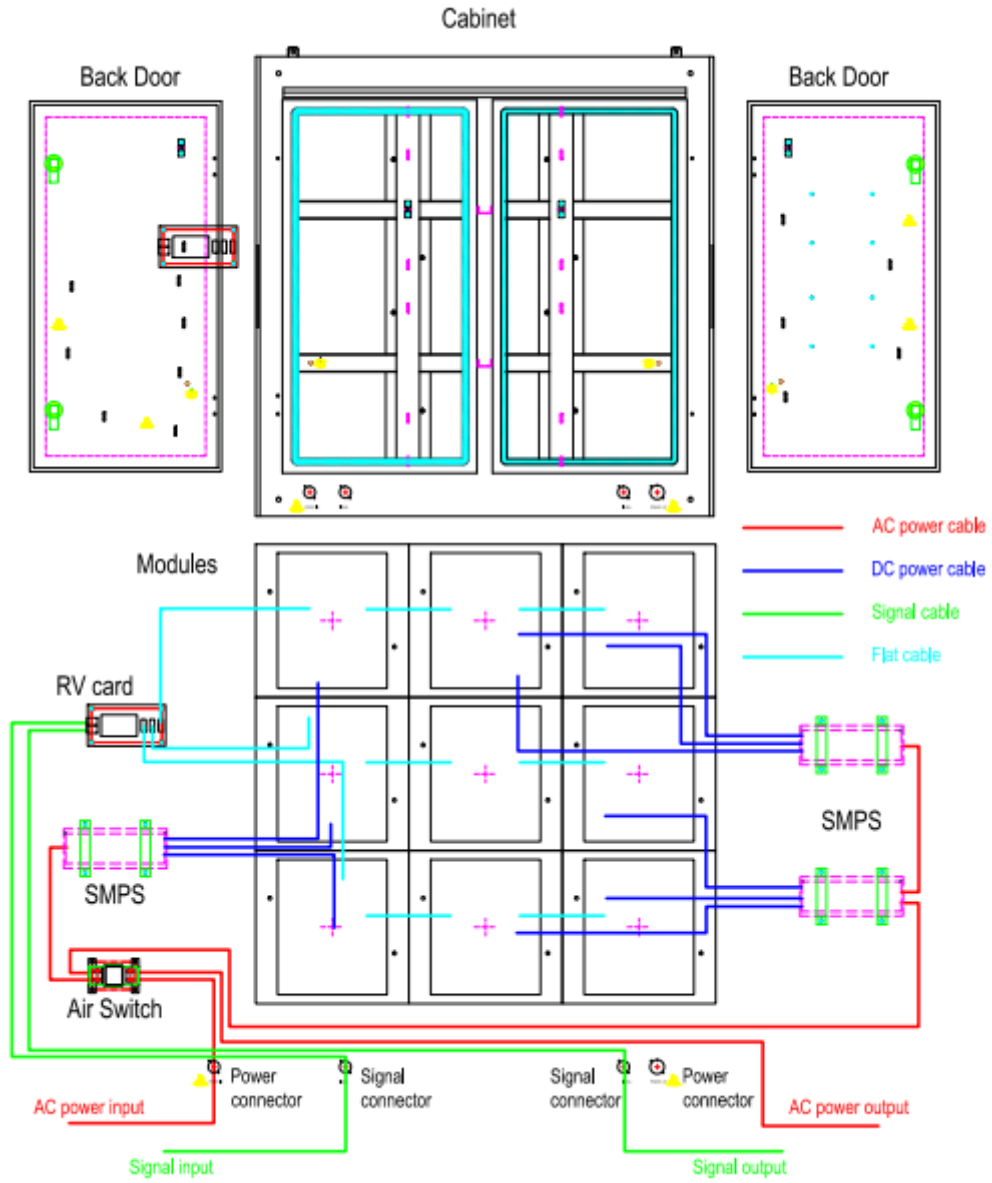 Cabinet
Back Door
Back Door
AC power cable
DC power cable
Signal cable
Flat cable
Modules
RV card
SMPS
SMPS
Air Switch
Power
connector
Signal
connector
Signal
connector
Power
connector
AC power input
AC power output
Signal input
Signal output